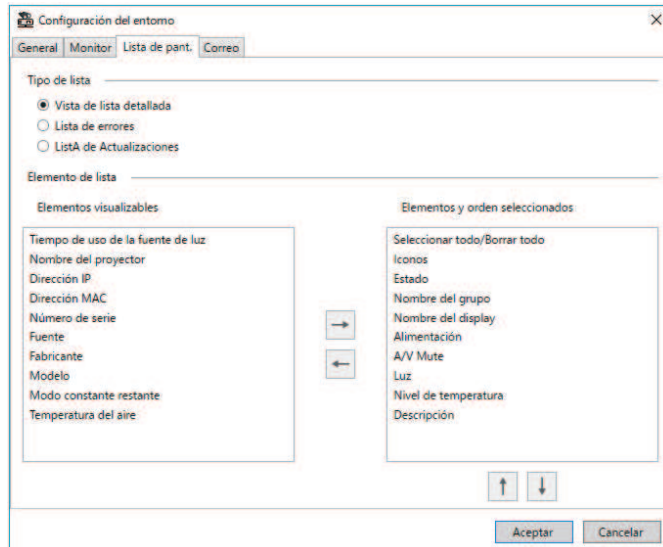 Configuración del entorno
General Monitor Lista de pant. Correo
Tipo de lista
Vista de lista detallada
Lista de errores
ListA de Actualizaciones
Elemento de lista
Elementos visualizables
Tiempo de uso de la fuente de luz
Nombre del proyector
Dirección IP
Dirección MAC
Número de serie
Fuente
Fabricante
Modelo
Modo constante restante
Temperatura del aire
Elementos y orden seleccionados
Seleccionar todo/Borrar todo
Iconos
Estado
Nombre del grupo
Nombre del display
Alimentación
A/V Mute
Luz
Nivel de temperatura
Descripción
Aceptar Cancelar